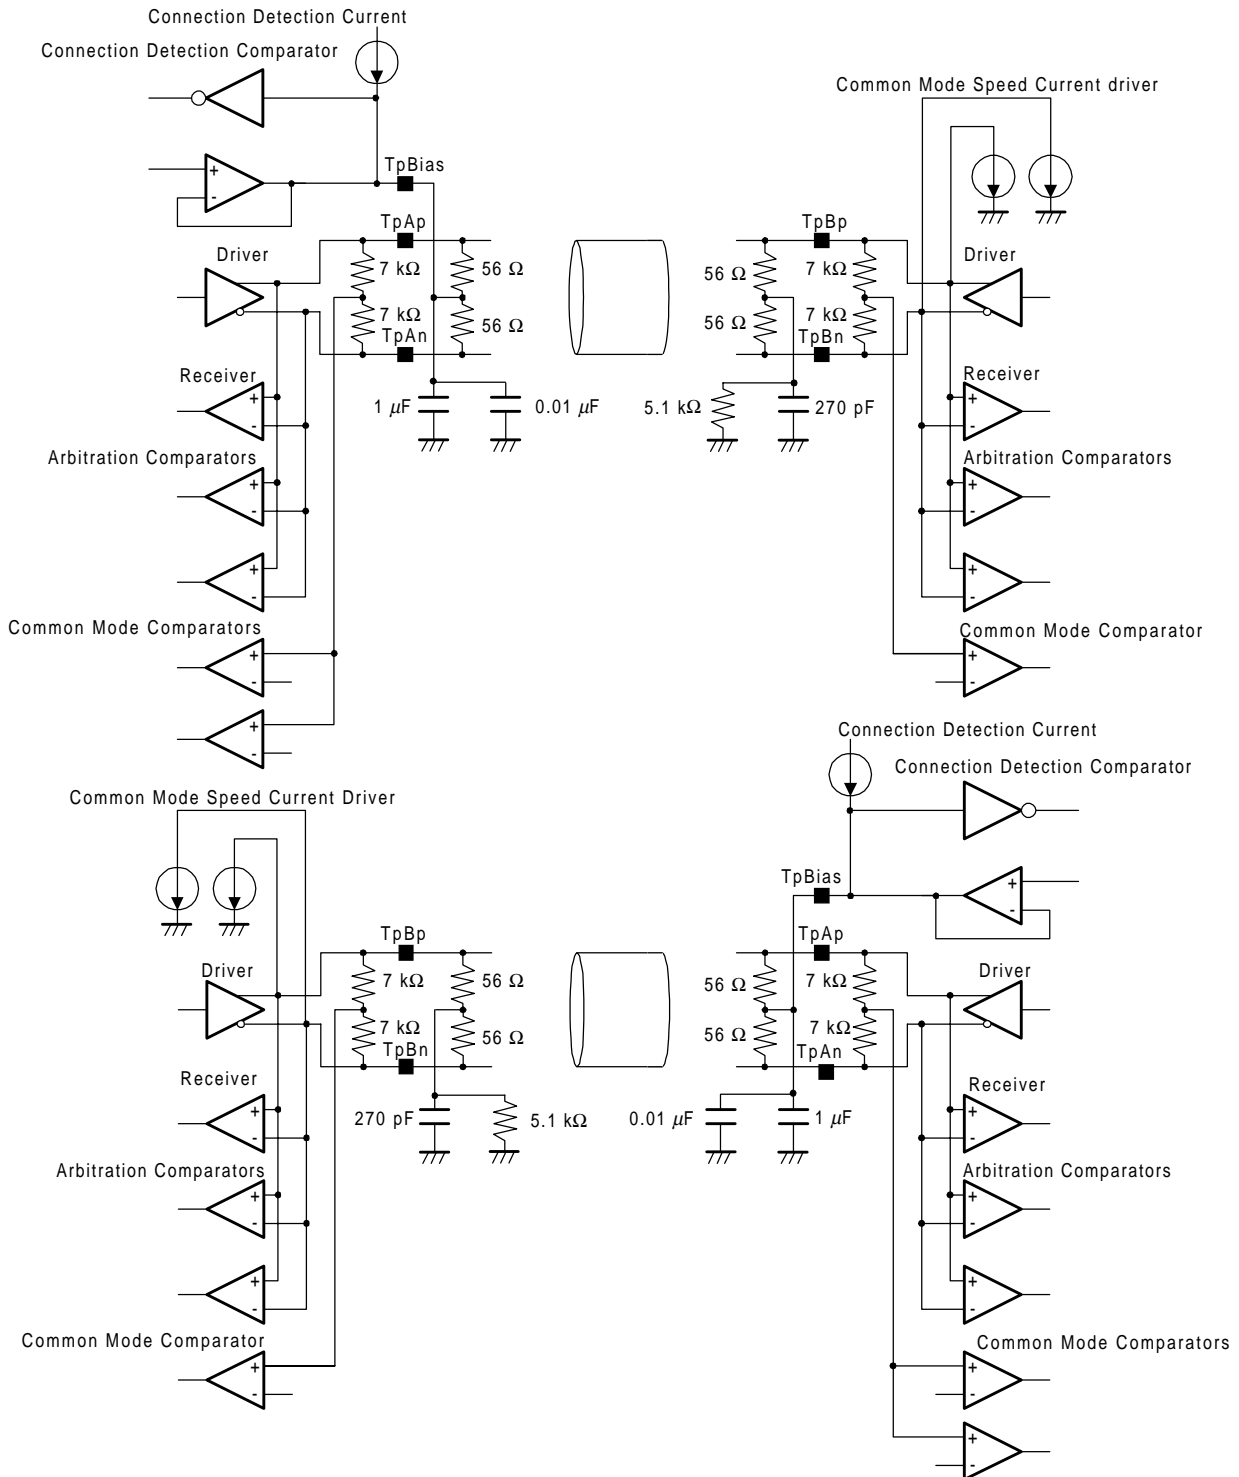 Connection Detection Current
Connection Detection Comparator
Common Mode Speed Current driver
+
-
TpBias
TpAp
TpBp
Driver
7 kΩ
56 Ω
56 Ω
7 kΩ
Driver
7 kΩ
56 Ω
56 Ω
7 kΩ
TpAn
TpBn
Receiver
+
-
1 μF
0.01 μF
5.1 kΩ
270 pF
Receiver
+
-
Arbitration Comparators
+
-
+
-
Arbitration Comparators
+
-
+
-
Common Mode Comparators
+
-
+
-
Common Mode Comparator
+
-
Connection Detection Current
Connection Detection Comparator
Common Mode Speed Current Driver
TpBias
+
-
TpBp
TpAp
Driver
7 kΩ
56 Ω
56 Ω
7 kΩ
Driver
7 kΩ
56 Ω
56 Ω
7 kΩ
TpBn
TpAn
Receiver
+
-
270 pF
5.1 kΩ
0.01 μF
1 μF
Receiver
+
-
Arbitration Comparators
+
-
+
-
Arbitration Comparators
+
-
+
-
Common Mode Comparator
+
-
Common Mode Comparators
+
-
+
-